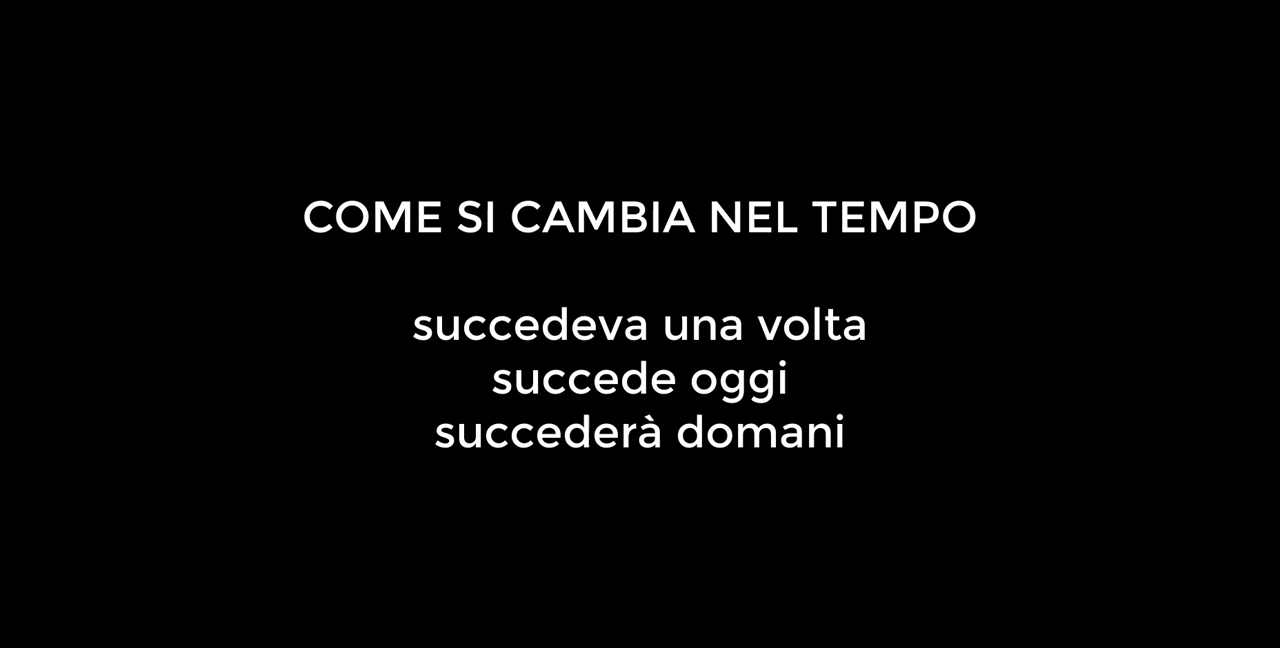 COME SI CAMBIA NEL TEMPO
succedeva una volta
succede oggi
succederà domani